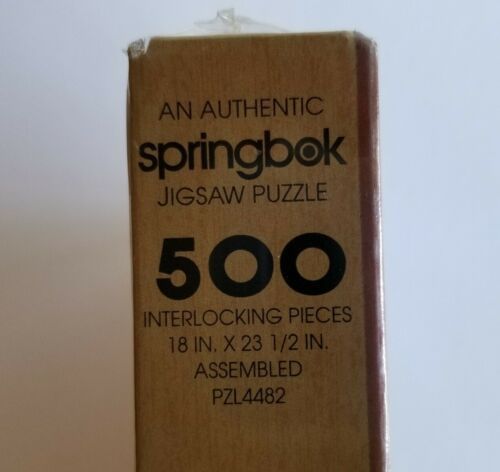 AN AUTHENTIC
springbok
JIGSAW PUZZLE
500
INTERLOCKING PIECES
18 IN. X 23 1/2 IN.
ASSEMBLED
PZL4482